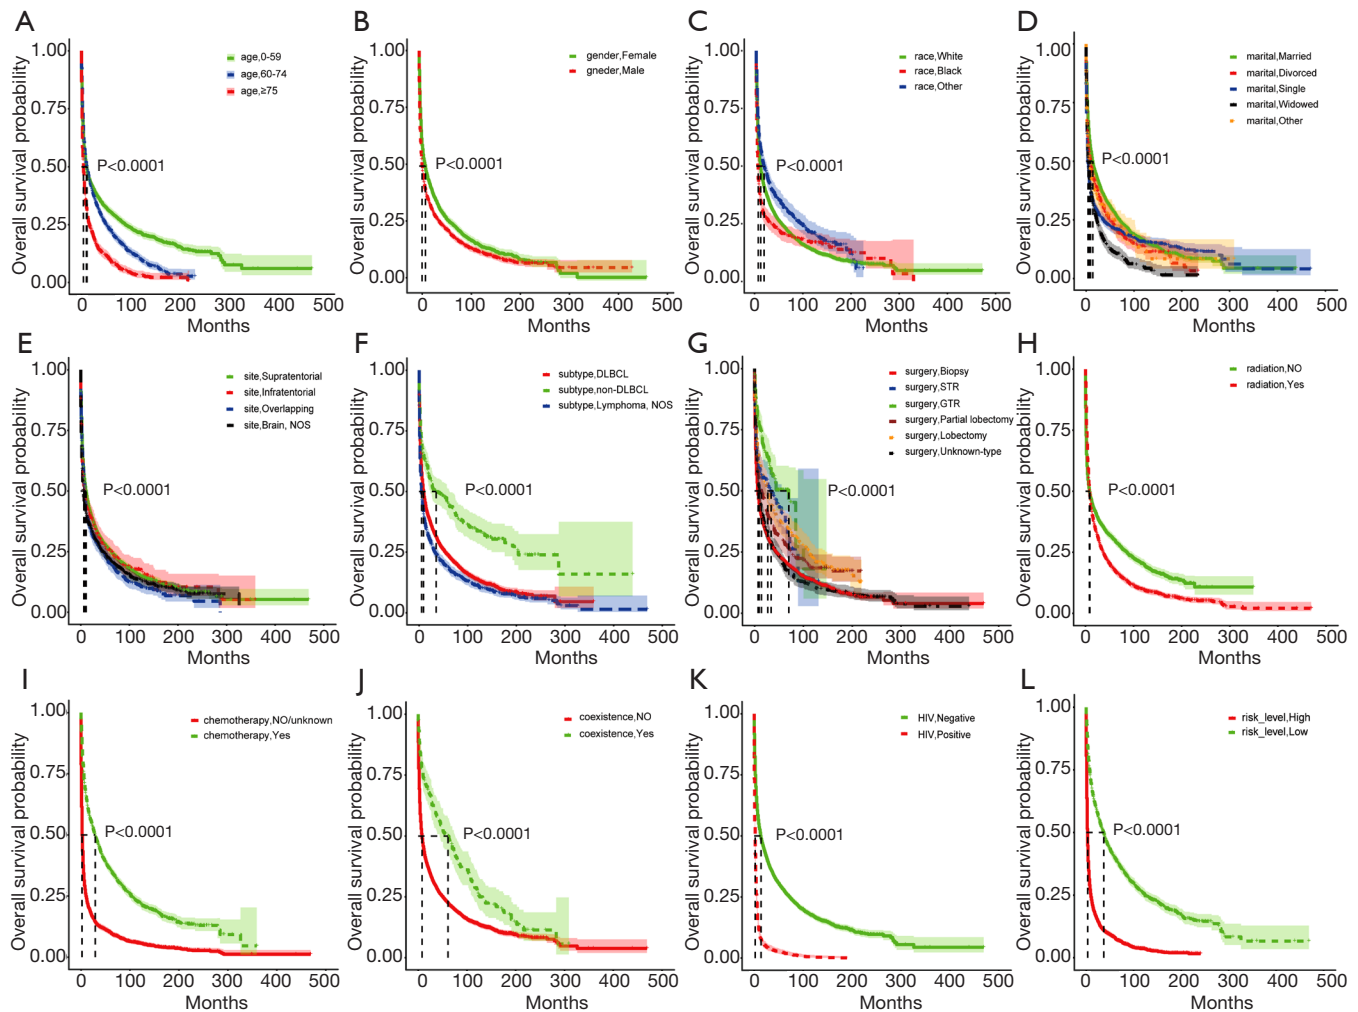 A
Overall survival probability
1.00
0.75
0.50
0.25
0.00
age,0-59
age,60-74
age,≥75
P<0.0001
0 100 200 300 400 500
Months
B
Overall survival probability
1.00
0.75
0.50
0.25
0.00
gender,Female
gneder,Male
P<0.0001
0 100 200 300 400 500
Months
C
Overall survival probability
1.00
0.75
0.50
0.25
0.00
race,White
race,Black
race,Other
P<0.0001
0 100 200 300 400 500
Months
D
Overall survival probability
1.00
0.75
0.50
0.25
0.00
marital,Married
marital,Divorced
marital,Single
marital,Widowed
marital,Other
P<0.0001
0 100 200 300 400 500
Months
E
Overall survival probability
1.00
0.75
0.50
0.25
0.00
site,Supratentorial
site,Infratentorial
site,Overlapping
site,Brain, NOS
P<0.0001
0 100 200 300 400 500
Months
F
Overall survival probability
1.00
0.75
0.50
0.25
0.00
subtype,DLBCL
subtype,non-DLBCL
subtype,Lymphoma, NOS
P<0.0001
0 100 200 300 400 500
Months
G
Overall survival probability
1.00
0.75
0.50
0.25
0.00
surgery,Biopsy
surgery,STR
surgery,GTR
surgery,Partial lobectomy
surgery,Lobectomy
surgery,Unknown-type
P<0.0001
0 100 200 300 400 500
Months
H
Overall survival probability
1.00
0.75
0.50
0.25
0.00
radiation,NO
radiation,Yes
P<0.0001
0 100 200 300 400 500
Months
I
Overall survival probability
1.00
0.75
0.50
0.25
0.00
chemotherapy,NO/unknown
chemotherapy,Yes
P<0.0001
0 100 200 300 400 500
Months
J
Overall survival probability
1.00
0.75
0.50
0.25
0.00
coexistence,NO
coexistence,Yes
P<0.0001
0 100 200 300 400 500
Months
K
Overall survival probability
1.00
0.75
0.50
0.25
0.00
HIV,Negative
HIV,Positive
P<0.0001
0 100 200 300 400 500
Months
L
Overall survival probability
1.00
0.75
0.50
0.25
0.00
risk_level,High
risk_level,Low
P<0.0001
0 100 200 300 400 500
Months